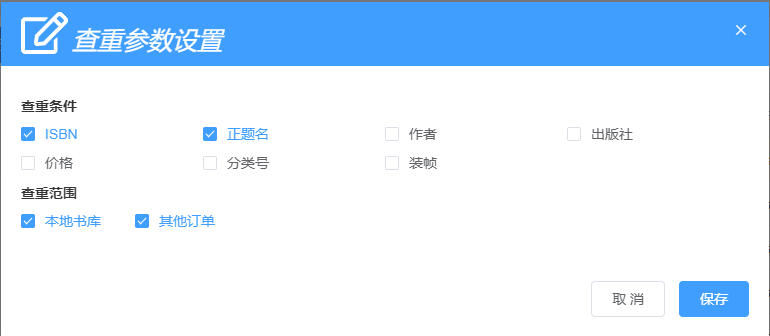 查重参数设置
查重条件
ISBN 正题名 作者 出版社
价格 分类号 装帧
查重范围
本地书库 其他订单
取 消 保存